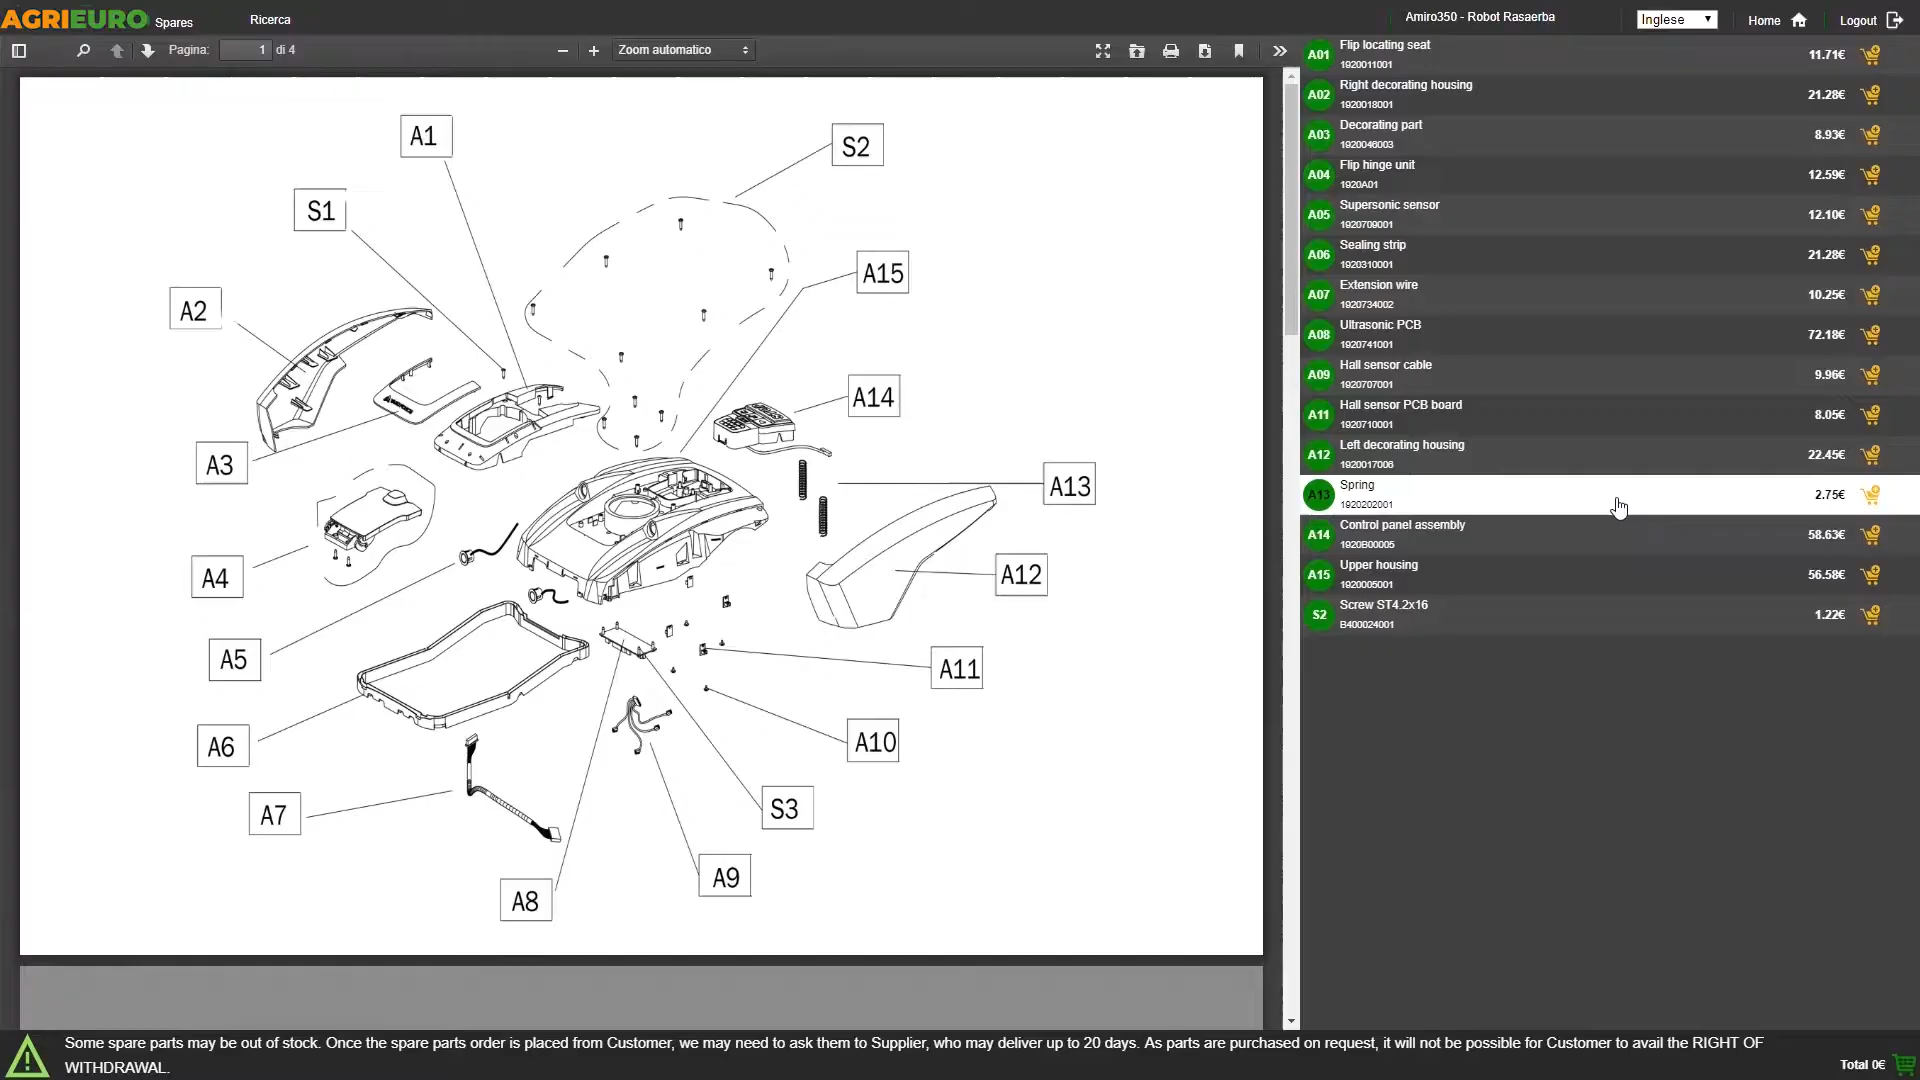 AGRIEURO Spares
Ricerca
Amiro350 - Robot Rasaerba
Inglese
Home
Logout
Pagina: 1 di 4
Zoom automatico
A1
S2
S1
A15
A2
A14
A3
A13
A4
A12
A5
A11
A6
A10
A7
S3
A9
A8
A01 Flip locating seat 11.71€
1920011001
A02 Right decorating housing 21.28€
1920018001
A03 Decorating part 8.93€
1920046003
A04 Flip hinge unit 12.59€
1920A01
A05 Supersonic sensor 12.10€
1920709001
A06 Sealing strip 21.28€
1920310001
A07 Extension wire 10.25€
1920734002
A08 Ultrasonic PCB 72.18€
1920741001
A09 Hall sensor cable 9.96€
1920707001
A11 Hall sensor PCB board 8.05€
1920710001
A12 Left decorating housing 22.45€
1920017006
A13 Spring 2.75€
1920202001
A14 Control panel assembly 58.63€
1920B00005
A15 Upper housing 56.58€
1920005001
S2 Screw ST4.2x16 1.22€
B400024001
Some spare parts may be out of stock. Once the spare parts order is placed from Customer, we may need to ask them to Supplier, who may deliver up to 20 days. As parts are purchased on request, it will not be possible for Customer to avail the RIGHT OF
WITHDRAWAL.
Total 0€